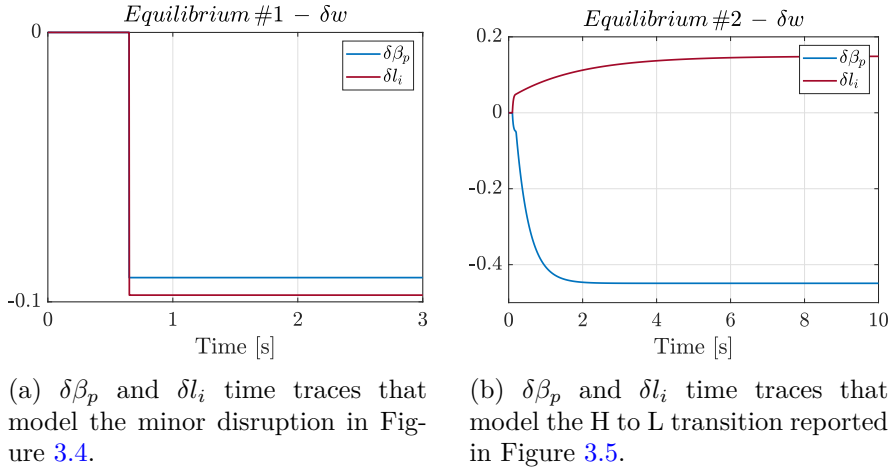 Equilibrium #1 − δw
0
-0.1
δβp
δli
0 1 2 3
Time [s]
Equilibrium #2 − δw
0.2
0
-0.2
-0.4
δβp
δli
0 2 4 6 8 10
Time [s]
(a) δβp and δli time traces that
model the minor disruption in Fig-
ure 3.4.
(b) δβp and δli time traces that
model the H to L transition reported
in Figure 3.5.